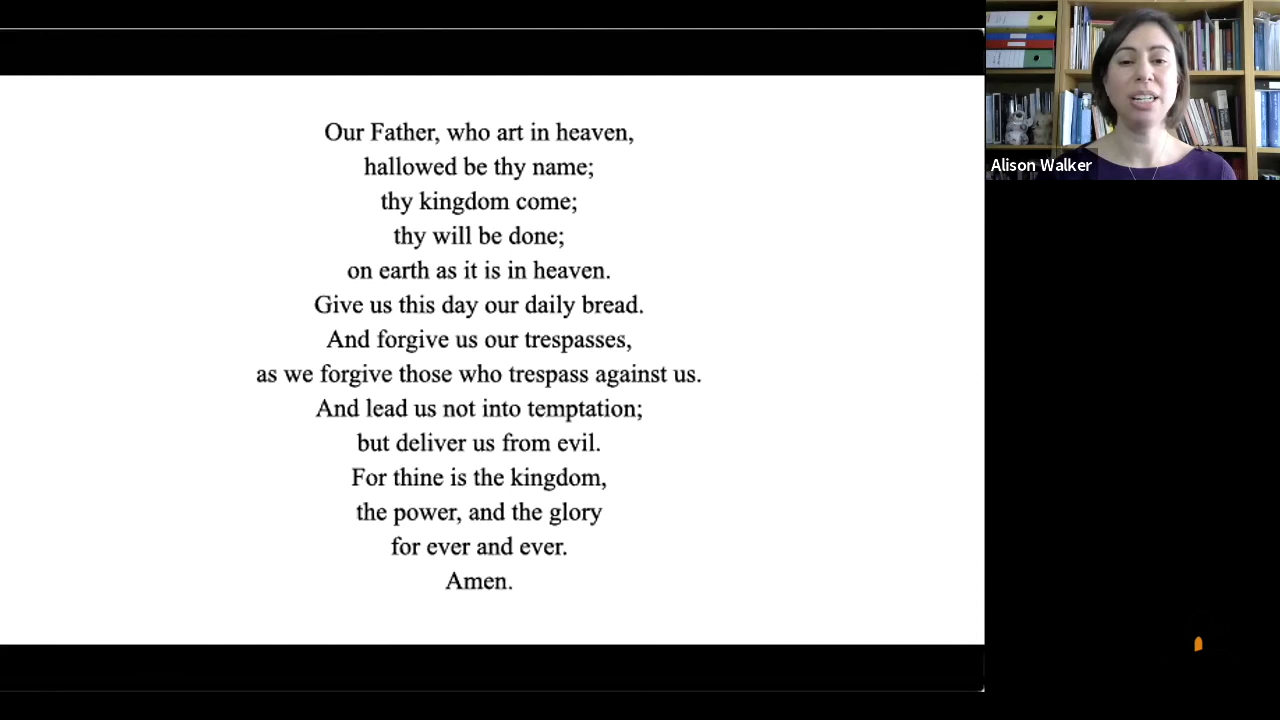 Our Father, who art in heaven,
hallowed be thy name;
thy kingdom come;
thy will be done;
on earth as it is in heaven.
Give us this day our daily bread.
And forgive us our trespasses,
as we forgive those who trespass against us.
And lead us not into temptation;
but deliver us from evil.
For thine is the kingdom,
the power, and the glory
for ever and ever.
Amen.
Alison Walker